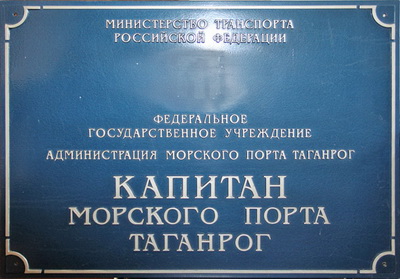 МИНИСТЕРСТВО ТРАНСПОРТА
РОССИЙСКОЙ ФЕДЕРАЦИИ
ФЕДЕРАЛЬНОЕ
ГОСУДАРСТВЕННОЕ УЧРЕЖДЕНИЕ
АДМИНИСТРАЦИЯ МОРСКОГО ПОРТА ТАГАНРОГ
КАПИТАН
МОРСКОГО ПОРТА
ТАГАНРОГ